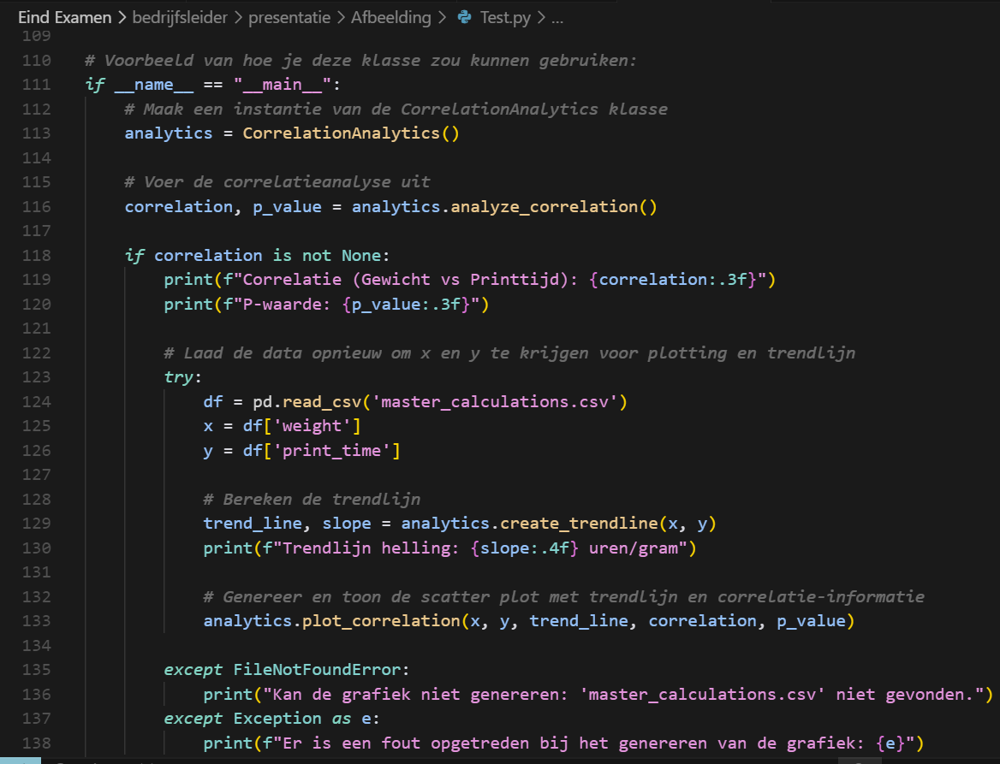 Eind Examen > bedrijfsleider > presentatie > Afbeelding > Test.py > ...
109
110 # Voorbeeld van hoe je deze klasse zou kunnen gebruiken:
111 if __name__ == "__main__":
112     # Maak een instantie van de CorrelationAnalytics klasse
113     analytics = CorrelationAnalytics()
114
115     # Voer de correlatieanalyse uit
116     correlation, p_value = analytics.analyze_correlation()
117
118     if correlation is not None:
119         print(f"Correlatie (Gewicht vs Printtijd): {correlation:.3f}")
120         print(f"P-waarde: {p_value:.3f}")
121
122         # Laad de data opnieuw om x en y te krijgen voor plotting en trendlijn
123         try:
124             df = pd.read_csv('master_calculations.csv')
125             x = df['weight']
126             y = df['print_time']
127
128             # Bereken de trendlijn
129             trend_line, slope = analytics.create_trendline(x, y)
130             print(f"Trendlijn helling: {slope:.4f} uren/gram")
131
132             # Genereer en toon de scatter plot met trendlijn en correlatie-informatie
133             analytics.plot_correlation(x, y, trend_line, correlation, p_value)
134
135         except FileNotFoundError:
136             print("Kan de grafiek niet genereren: 'master_calculations.csv' niet gevonden.")
137         except Exception as e:
138             print(f"Er is een fout opgetreden bij het genereren van de grafiek: {e}")